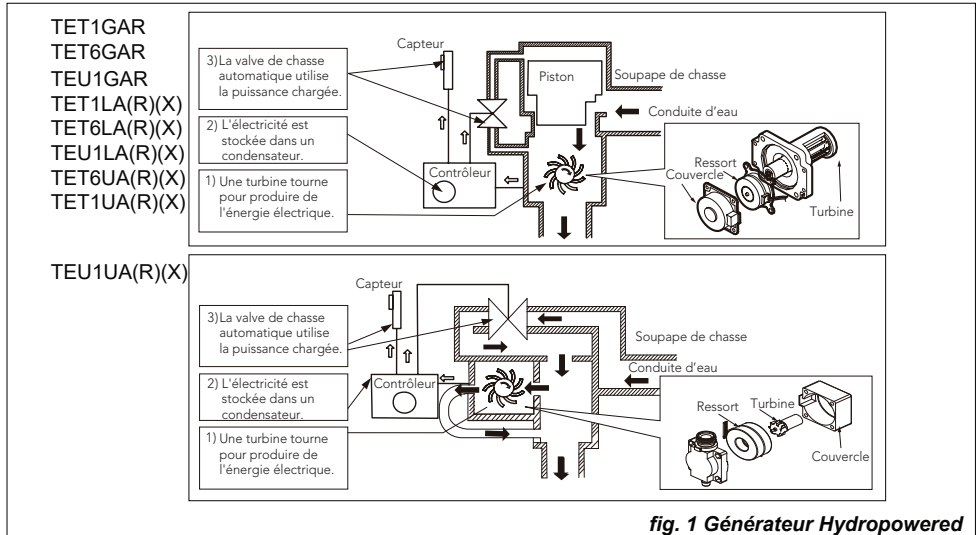 TET1GAR
TET6GAR
TEU1GAR
TET1LA(R)(X)
TET6LA(R)(X)
TEU1LA(R)(X)
TET6UA(R)(X)
TET1UA(R)(X)
3)La valve de chasse
automatique utilise
la puissance chargée.
2) L'électricité est
stockée dans un
condensateur.
1) Une turbine tourne
pour produire de
l'énergie électrique.
Capteur
Contrôleur
Piston
Soupape de chasse
Conduite d'eau
Ressort
Couvercle
Turbine
TEU1UA(R)(X)
3)La valve de chasse
automatique utilise
la puissance chargée.
2) L'électricité est
stockée dans un
condensateur.
1) Une turbine tourne
pour produire de
l'énergie électrique.
Capteur
Contrôleur
Soupape de chasse
Conduite d'eau
Ressort
Turbine
Couvercle
fig. 1 Générateur Hydropowered